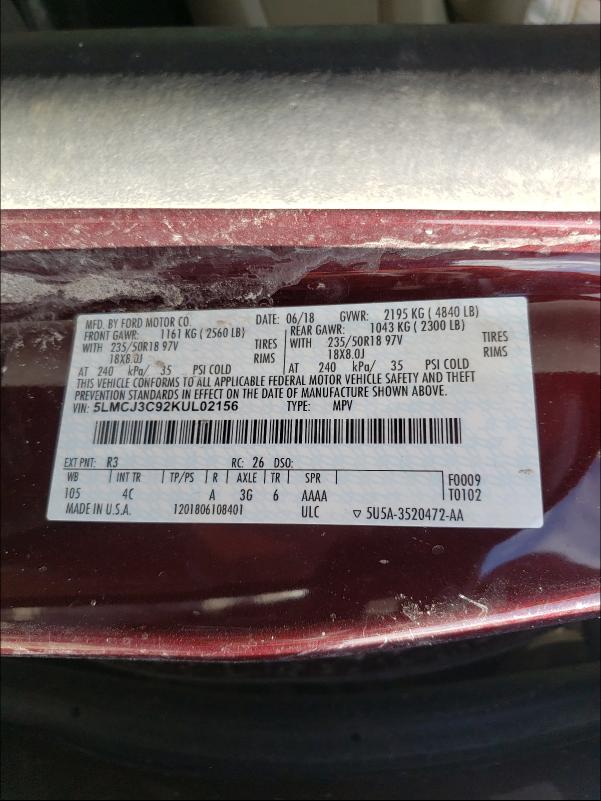 MFD. BY FORD MOTOR CO. DATE: 06/18 GVWR: 2195 KG ( 4840 LB)
FRONT GAWR: 1161 KG ( 2560 LB) REAR GAWR: 1043 KG ( 2300 LB)
WITH 235/50R18 97V TIRES WITH 235/50R18 97V TIRES
18X8.0J RIMS 18X8.0J RIMS
AT 240 kPa/ 35 PSI COLD AT 240 kPa/ 35 PSI COLD
THIS VEHICLE CONFORMS TO ALL APPLICABLE FEDERAL MOTOR VEHICLE SAFETY AND THEFT
PREVENTION STANDARDS IN EFFECT ON THE DATE OF MANUFACTURE SHOWN ABOVE.
VIN: 5LMCJ3C92KUL02156 TYPE: MPV
EXT PNT: R3 RC: 26 DSO:
WB INT TR TP/PS R AXLE TR SPR F0009
105 4C A 3G 6 AAAA T0102
MADE IN U.S.A. 1201806108401 ULC ▽ 5U5A-3520472-AA